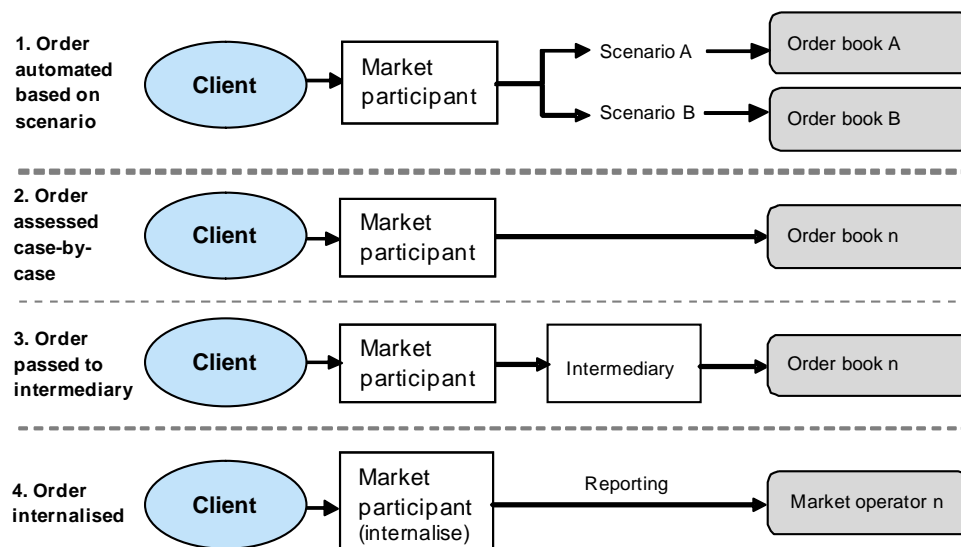 1. Order
automated
based on
scenario
Client
Market
participant
Scenario A
Order book A
Scenario B
Order book B
2. Order
assessed
case-by-
case
Client
Market
participant
Order book n
3. Order
passed to
intermediary
Client
Market
participant
Intermediary
Order book n
4. Order
internalised
Client
Market
participant
(internalise)
Reporting
Market operator n